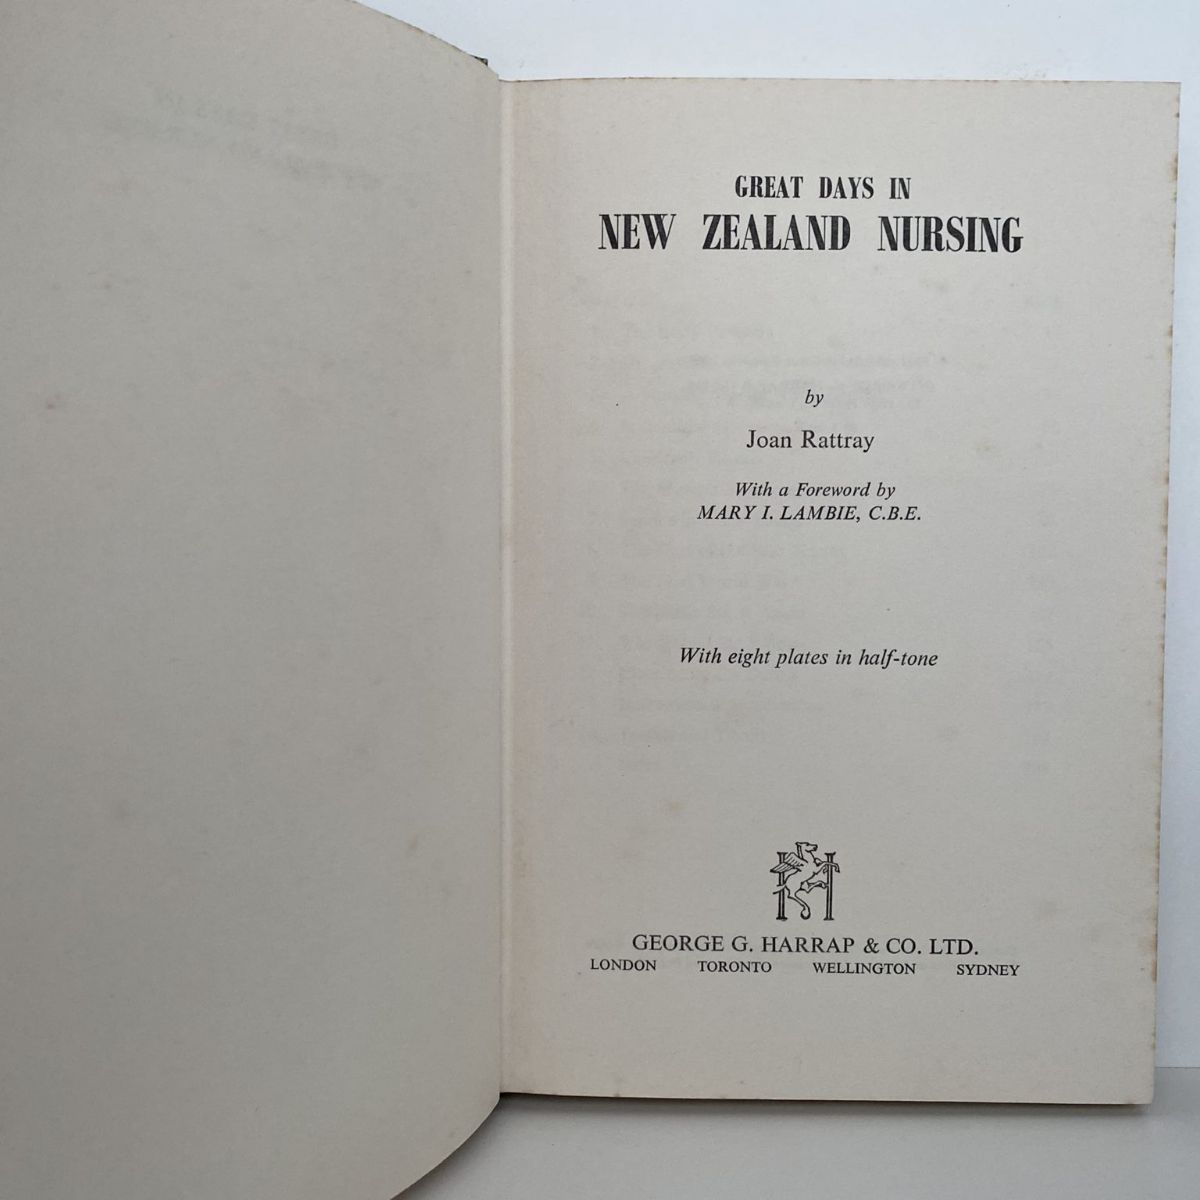 GREAT DAYS IN
NEW ZEALAND NURSING
by
Joan Rattray
With a Foreword by
MARY I. LAMBIE, C.B.E.
With eight plates in half-tone
H
GEORGE G. HARRAP & CO. LTD.
LONDON TORONTO WELLINGTON SYDNEY